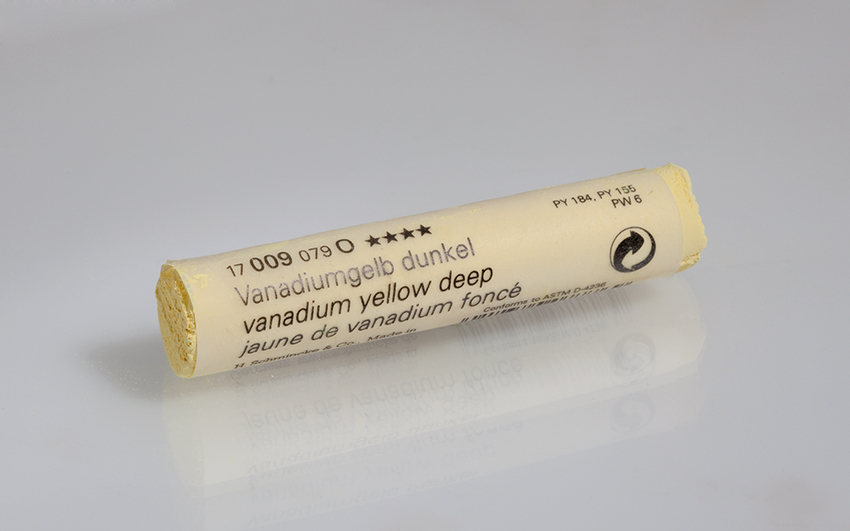 17 009 079 O ★★★★
Vanadiumgelb dunkel
vanadium yellow deep
jaune de vanadium foncé
H. Schmincke & Co., Made in
PY 184, PY 155
PW 6
Conforms to ASTM D-4236